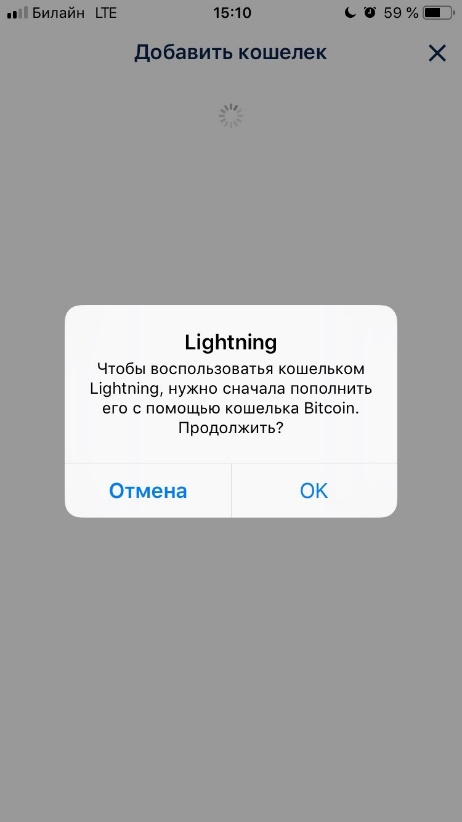 Билайн LTE 15:10 59 %
Добавить кошелек
Lightning
Чтобы воспользоватья кошельком
Lightning, нужно сначала пополнить
его с помощью кошелька Bitcoin.
Продолжить?
Отмена OK